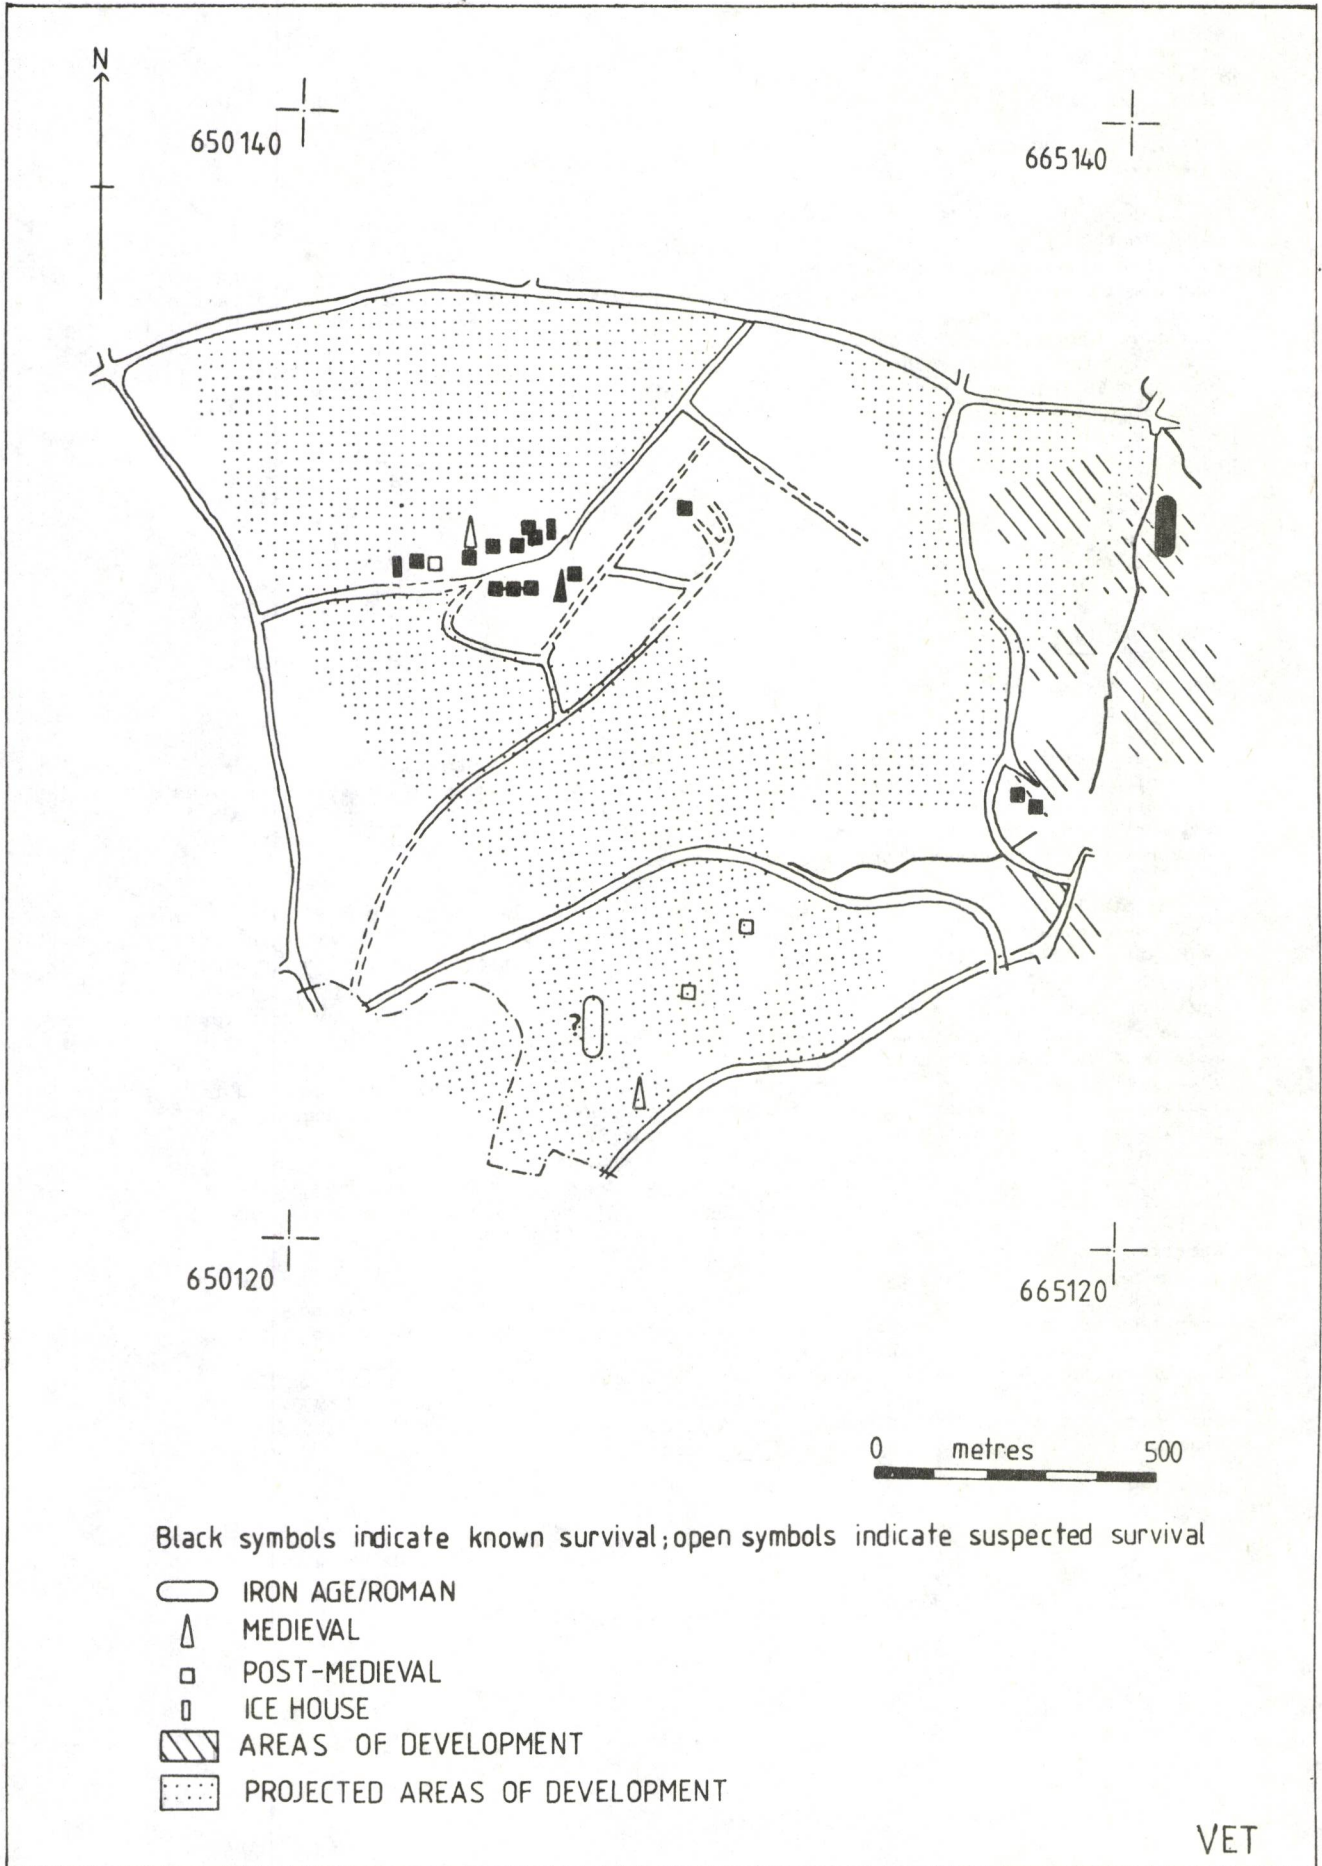 N
650140
665140
?
650120
665120
0 metres 500
Black symbols indicate known survival; open symbols indicate suspected survival
IRON AGE/ROMAN
MEDIEVAL
POST-MEDIEVAL
ICE HOUSE
AREAS OF DEVELOPMENT
PROJECTED AREAS OF DEVELOPMENT
VET